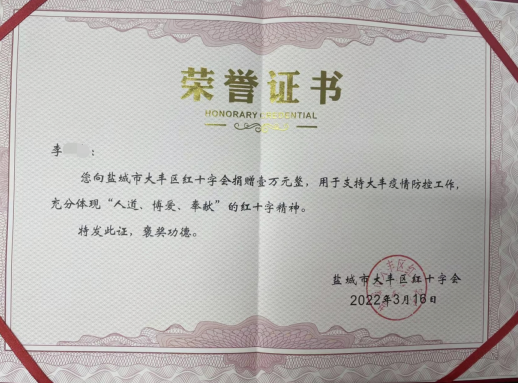 荣誉证书
HONORARY CREDENTIAL
李 :
您向盐城市大丰区红十字会捐赠壹万元整，用于支持大丰疫情防控工作，
充分体现“人道、博爱、奉献”的红十字精神。
特发此证，褒奖功德。
盐城市大丰区红十字会
2022年3月16日